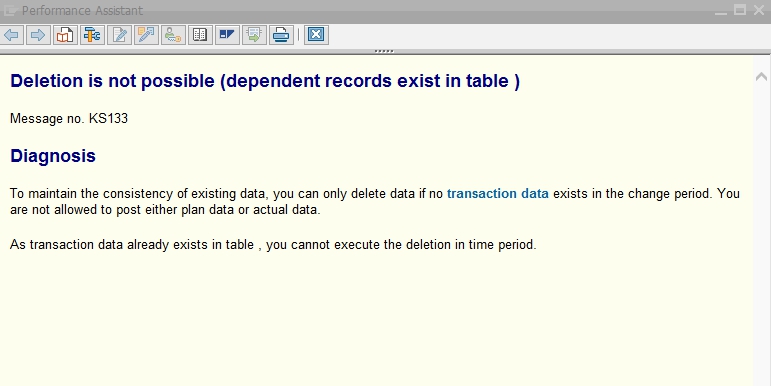 Performance Assistant
Deletion is not possible (dependent records exist in table )
Message no. KS133
Diagnosis
To maintain the consistency of existing data, you can only delete data if no transaction data exists in the change period. You
are not allowed to post either plan data or actual data.
As transaction data already exists in table , you cannot execute the deletion in time period.